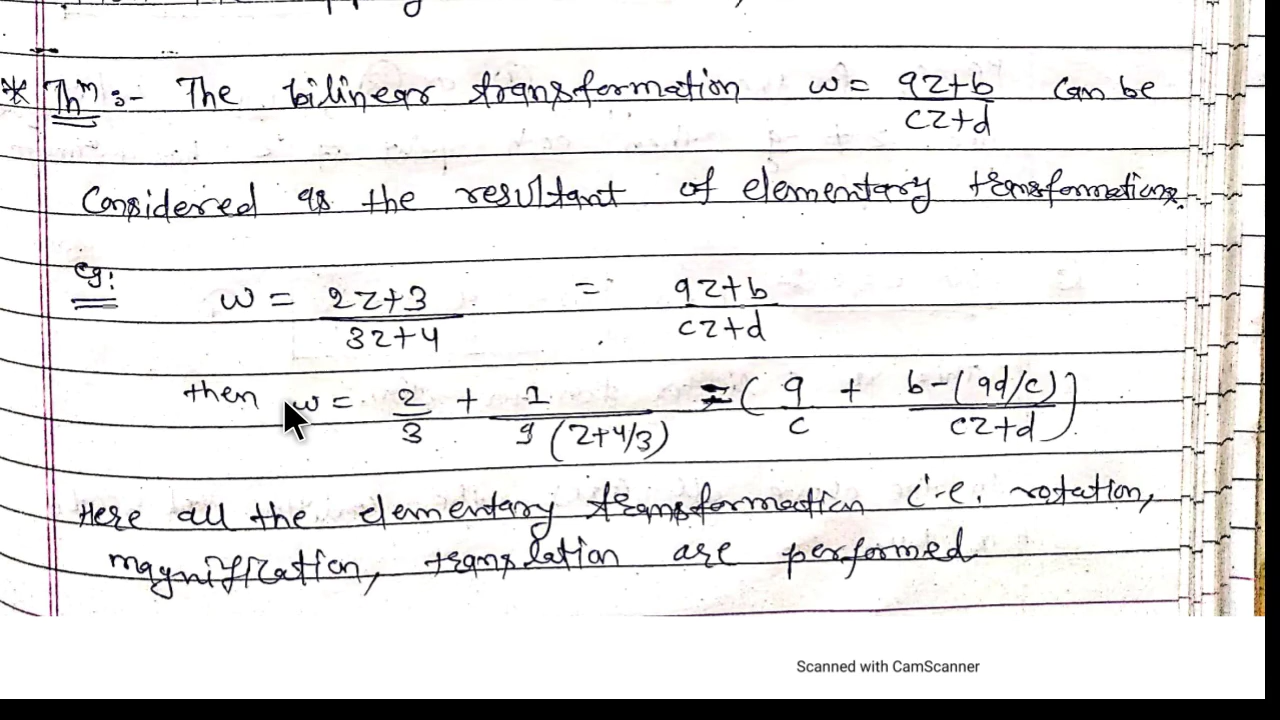 * Thm :- The bilinear transformation w = az+b / cz+d can be
Considered as the resultant of elementary transformations.
eg: w = 2z+3 / 3z+4 = az+b / cz+d
then w = 2/3 + 1 / 9(z+4/3) = (a/c + b-(ad/c) / cz+d).
Here all the elementary transformation i.e. rotation,
magnification, translation are performed
Scanned with CamScanner